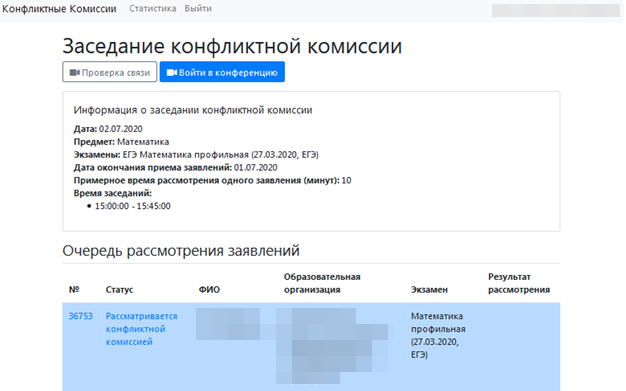 Конфликтные Комиссии Статистика Выйти
Заседание конфликтной комиссии
Проверка связи Войти в конференцию
Информация о заседании конфликтной комиссии
Дата: 02.07.2020
Предмет: Математика
Экзамены: ЕГЭ Математика профильная (27.03.2020, ЕГЭ)
Дата окончания приема заявлений: 01.07.2020
Примерное время рассмотрения одного заявления (минут): 10
Время заседаний:
• 15:00:00 - 15:45:00
Очередь рассмотрения заявлений
№ Статус ФИО Образовательная организация Экзамен Результат рассмотрения
36753 Рассматривается Математика
конфликтной профильная
комиссией (27.03.2020,
ЕГЭ)